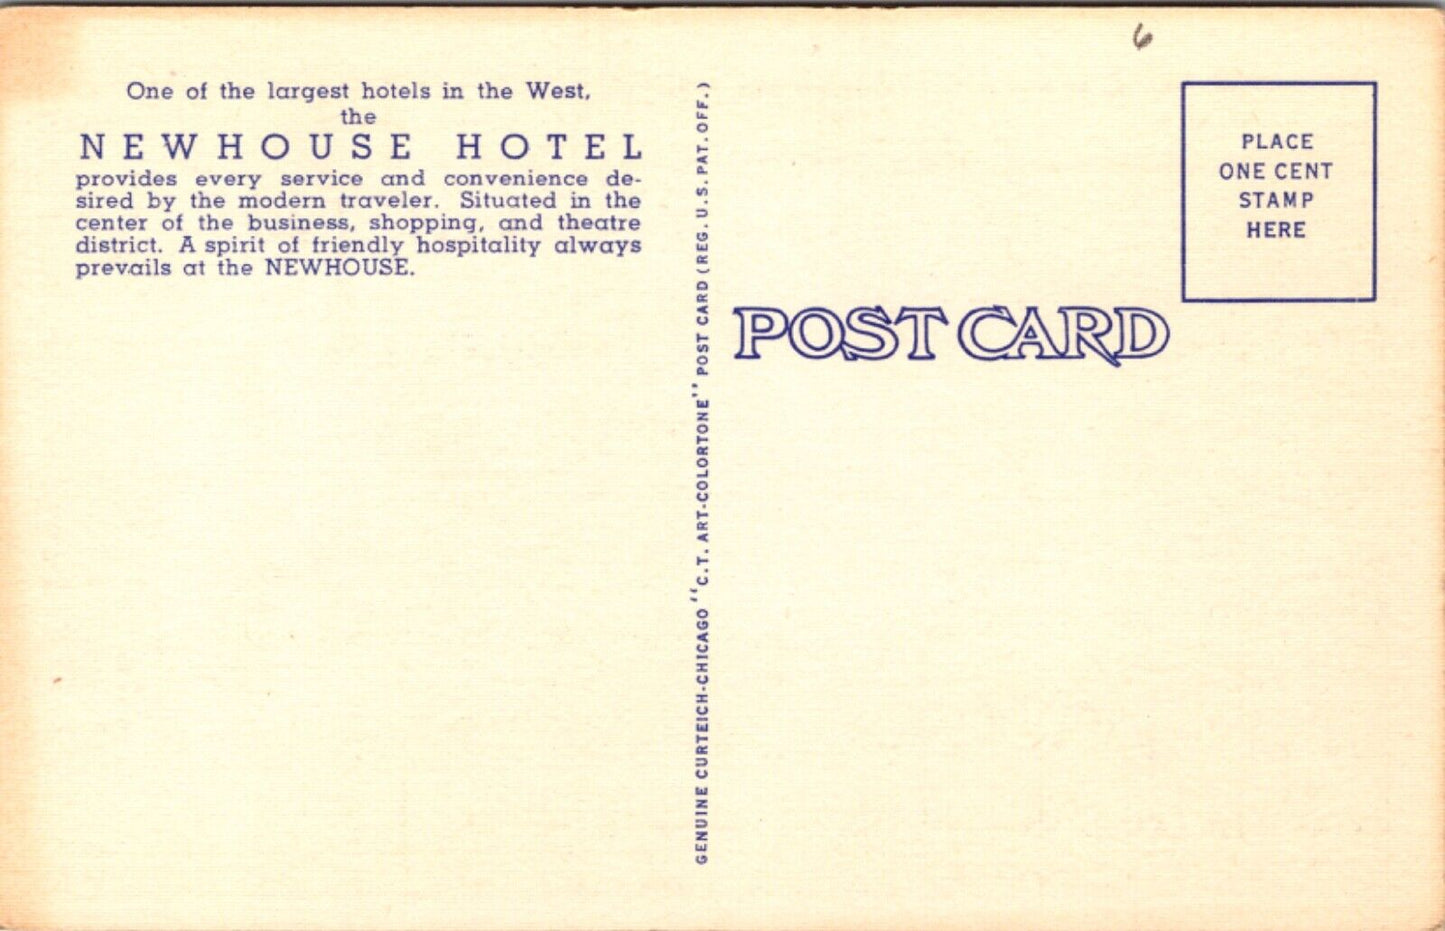 6
One of the largest hotels in the West,
the
NEWHOUSE HOTEL
provides every service and convenience de-
sired by the modern traveler. Situated in the
center of the business, shopping, and theatre
district. A spirit of friendly hospitality always
prevails at the NEWHOUSE.
GENUINE CURTEICH-CHICAGO "C.T. ART-COLORTONE" POST CARD (REG. U.S. PAT. OFF.)
PLACE
ONE CENT
STAMP
HERE
POST CARD